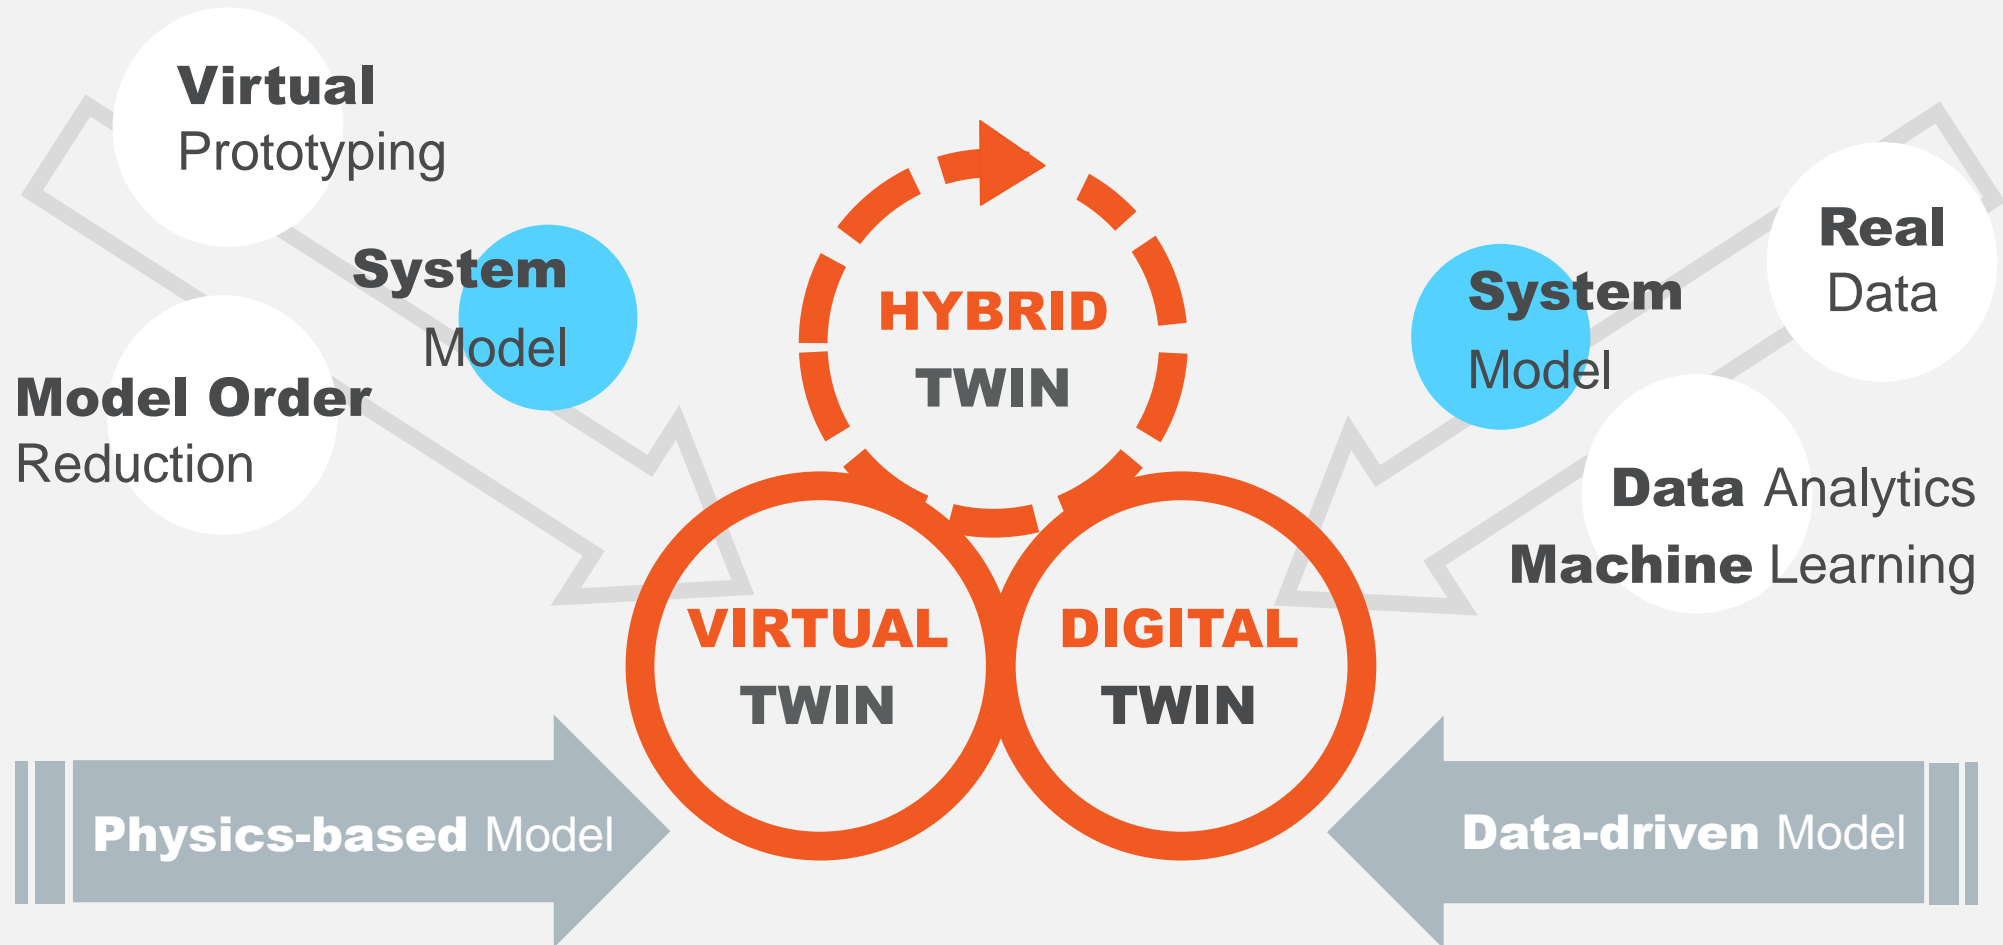 Virtual
Prototyping
System
Model
Model Order
Reduction
HYBRID
TWIN
Real
Data
System
Model
Data Analytics
Machine Learning
VIRTUAL
TWIN
DIGITAL
TWIN
Physics-based Model
Data-driven Model